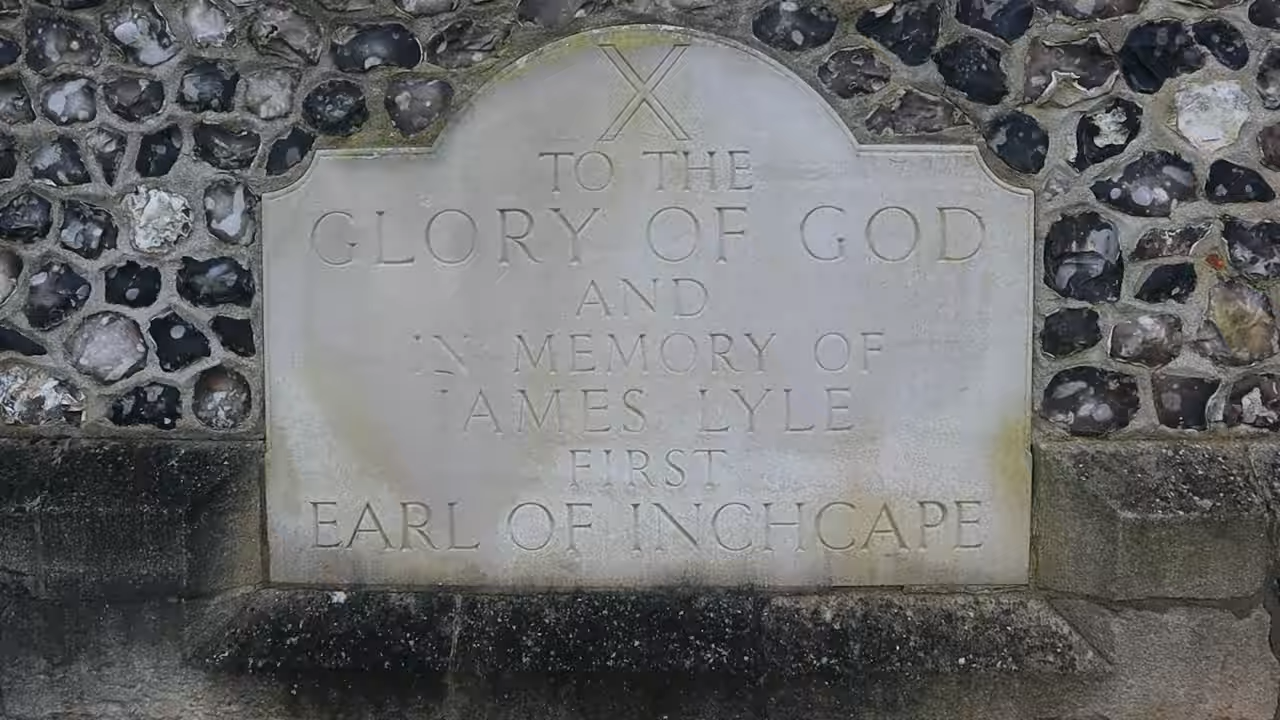 X
TO THE
GLORY OF GOD
AND
IN MEMORY OF
JAMES LYLE
FIRST
EARL OF INCHCAPE